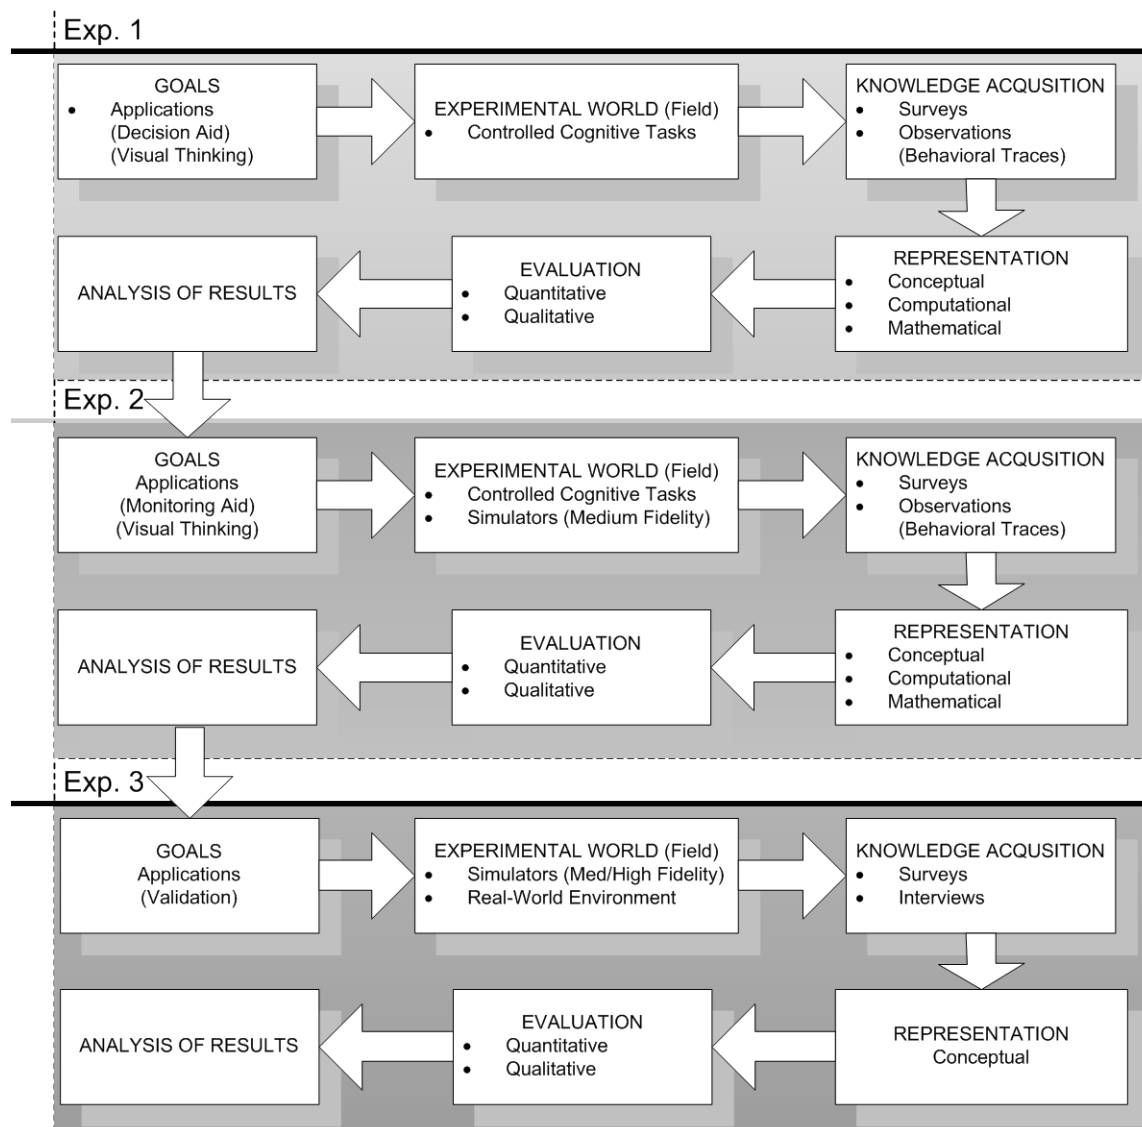 Exp. 1
GOALS
• Applications
(Decision Aid)
(Visual Thinking)
EXPERIMENTAL WORLD (Field)
• Controlled Cognitive Tasks
KNOWLEDGE ACQUSITION
• Surveys
• Observations
(Behavioral Traces)
ANALYSIS OF RESULTS
EVALUATION
• Quantitative
• Qualitative
REPRESENTATION
• Conceptual
• Computational
• Mathematical
Exp. 2
GOALS
Applications
(Monitoring Aid)
(Visual Thinking)
EXPERIMENTAL WORLD (Field)
• Controlled Cognitive Tasks
• Simulators (Medium Fidelity)
KNOWLEDGE ACQUSITION
• Surveys
• Observations
(Behavioral Traces)
ANALYSIS OF RESULTS
EVALUATION
• Quantitative
• Qualitative
REPRESENTATION
• Conceptual
• Computational
• Mathematical
Exp. 3
GOALS
Applications
(Validation)
EXPERIMENTAL WORLD (Field)
• Simulators (Med/High Fidelity)
• Real-World Environment
KNOWLEDGE ACQUSITION
• Surveys
• Interviews
ANALYSIS OF RESULTS
EVALUATION
• Quantitative
• Qualitative
REPRESENTATION
Conceptual